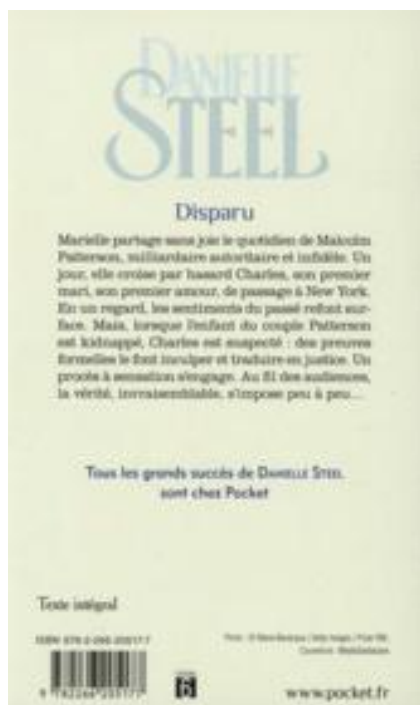 DANIELLE
STEEL
Disparu
Marielle partage sans joie le quotidien de Malcolm
Patterson, milliardaire autoritaire et infidèle. Un
jour, elle croise par hasard Charles, son premier
mari, son premier amour, de passage à New York.
En un regard, les sentiments du passé refont sur-
face. Mais, lorsque l'enfant du couple Patterson
est kidnappé, Charles est suspecté : des preuves
formelles le font inculper et traduire en justice. Un
procès à sensation s'engage. Au fil des audiences,
la vérité, invraisemblable, s'impose peu à peu...
Tous les grands succès de DANIELLE STEEL
sont chez Pocket
Texte intégral
ISBN
www.pocket.fr